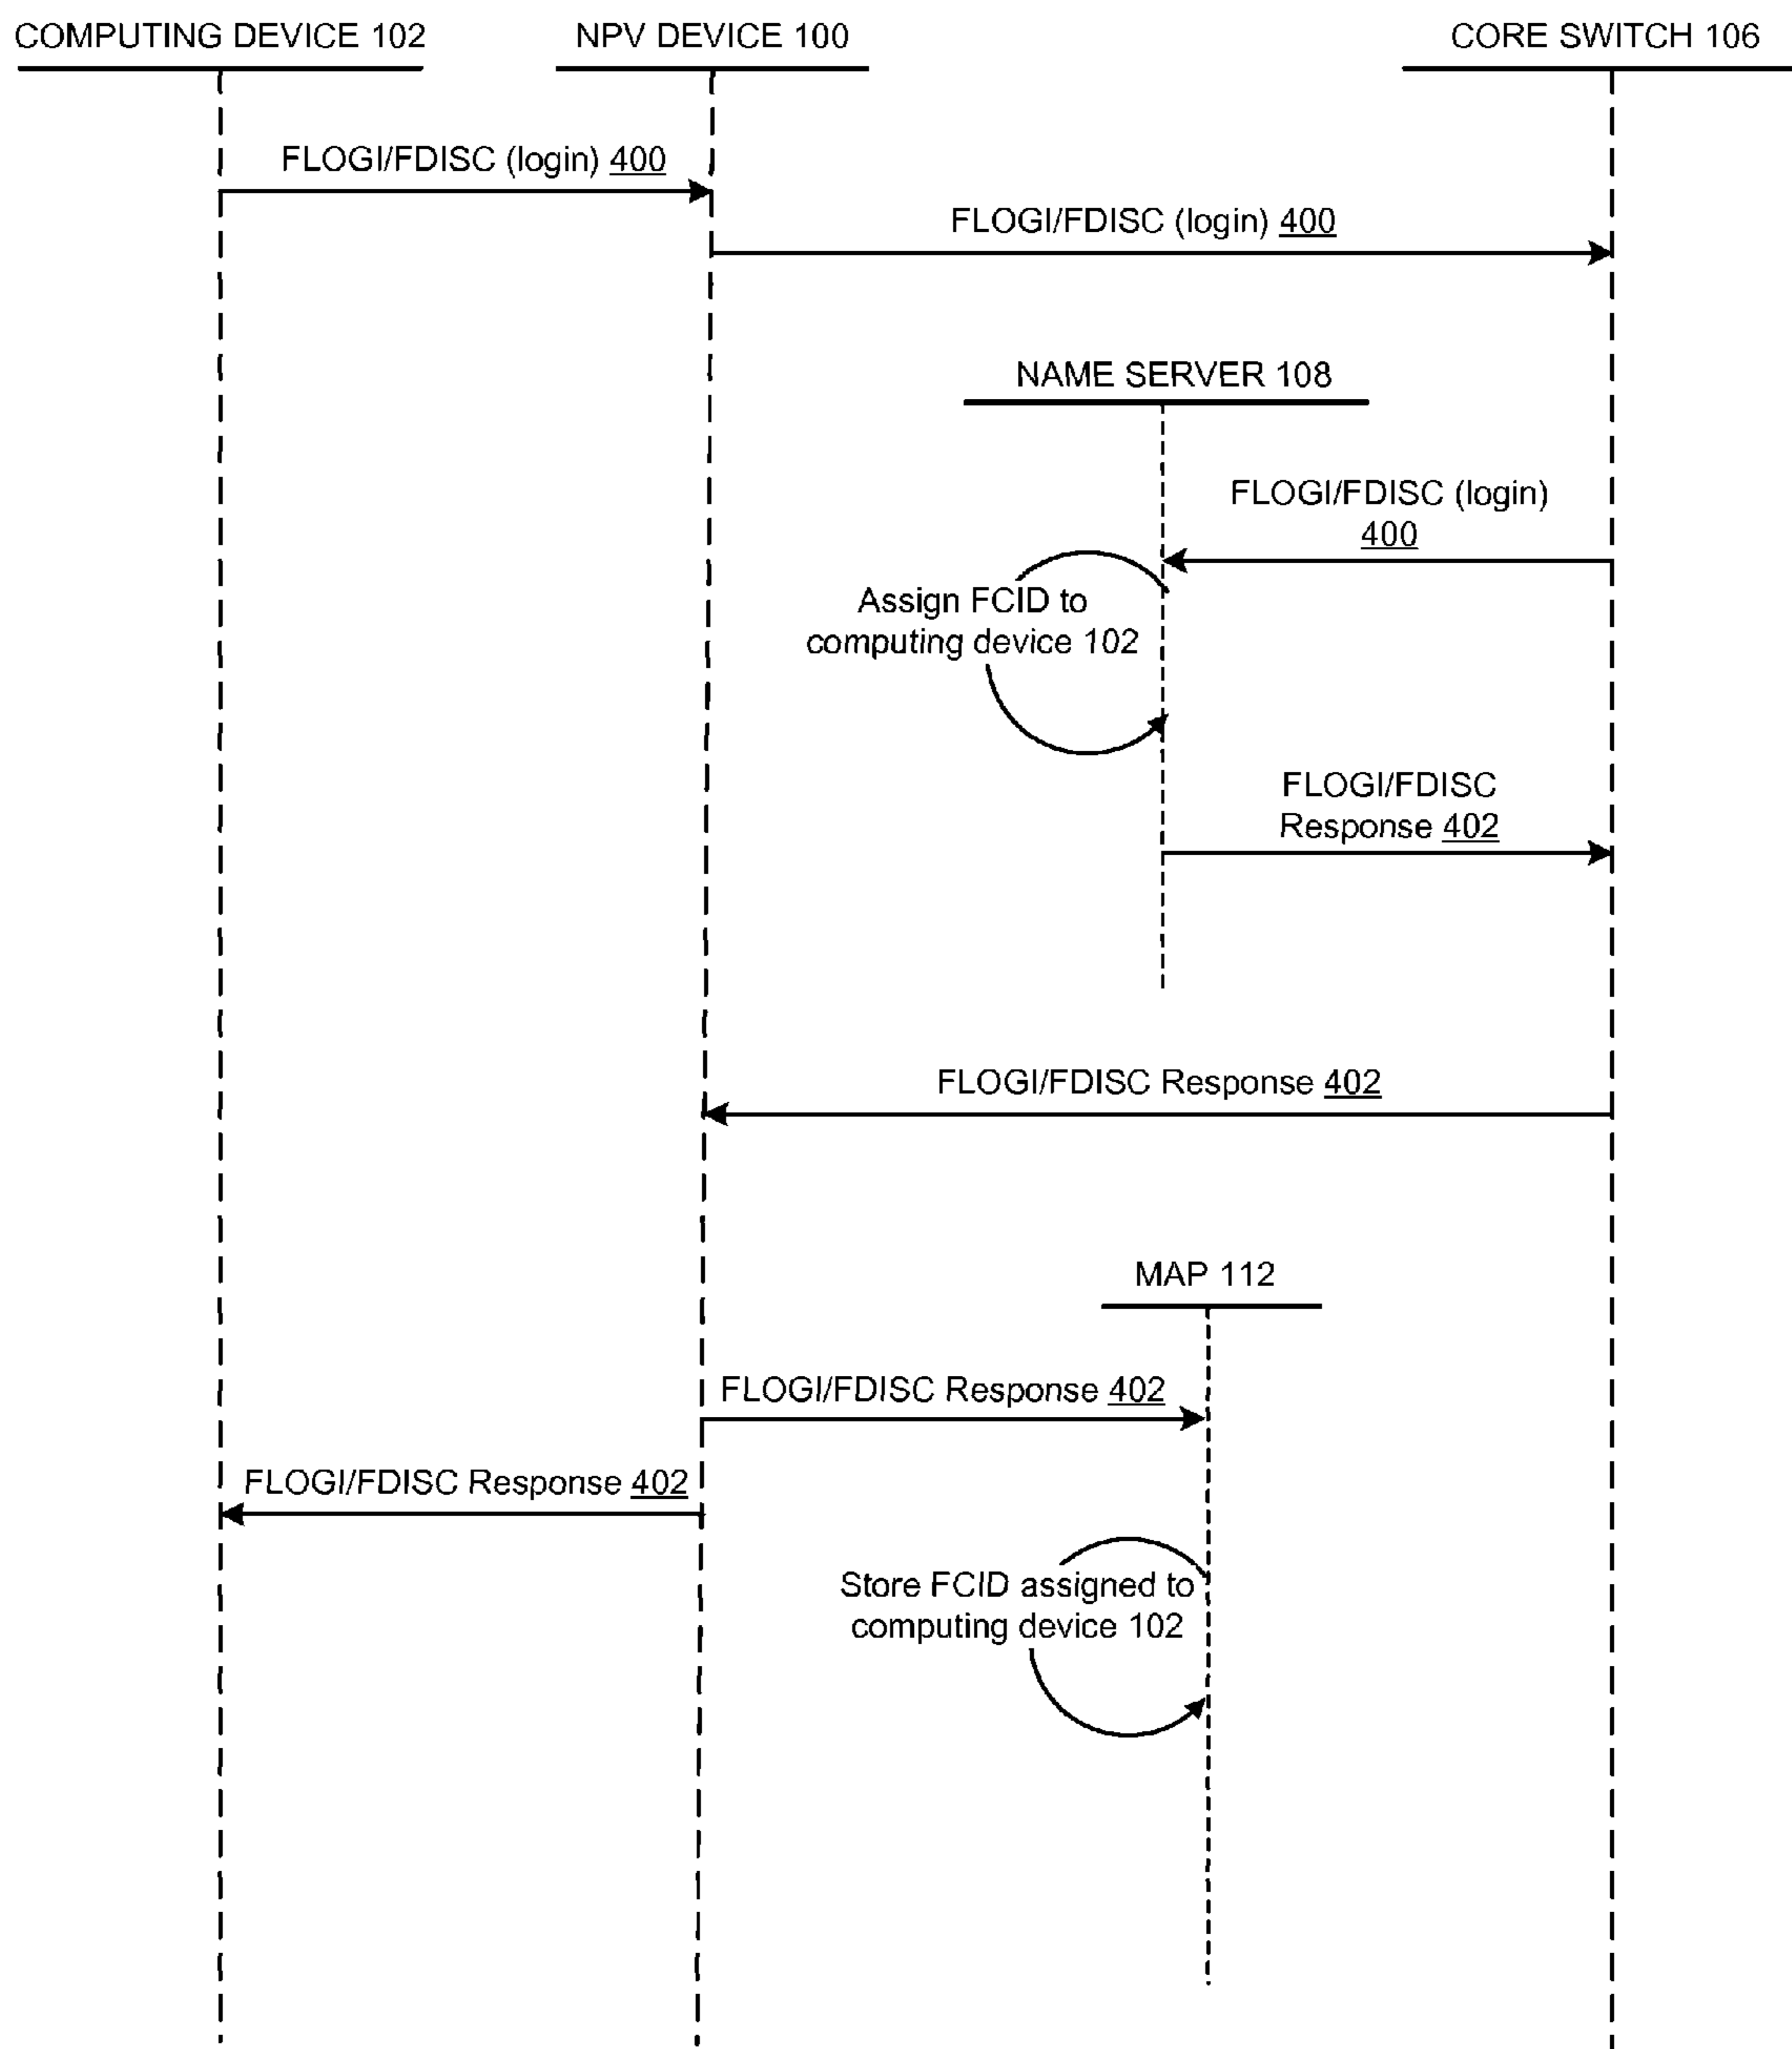 COMPUTING DEVICE 102
NPV DEVICE 100
CORE SWITCH 106
FLOGI/FDISC (login) 400
FLOGI/FDISC (login) 400
NAME SERVER 108
FLOGI/FDISC (login)
400
Assign FCID to
computing device 102
FLOGI/FDISC
Response 402
FLOGI/FDISC Response 402
MAP 112
FLOGI/FDISC Response 402
FLOGI/FDISC Response 402
Store FCID assigned to
computing device 102